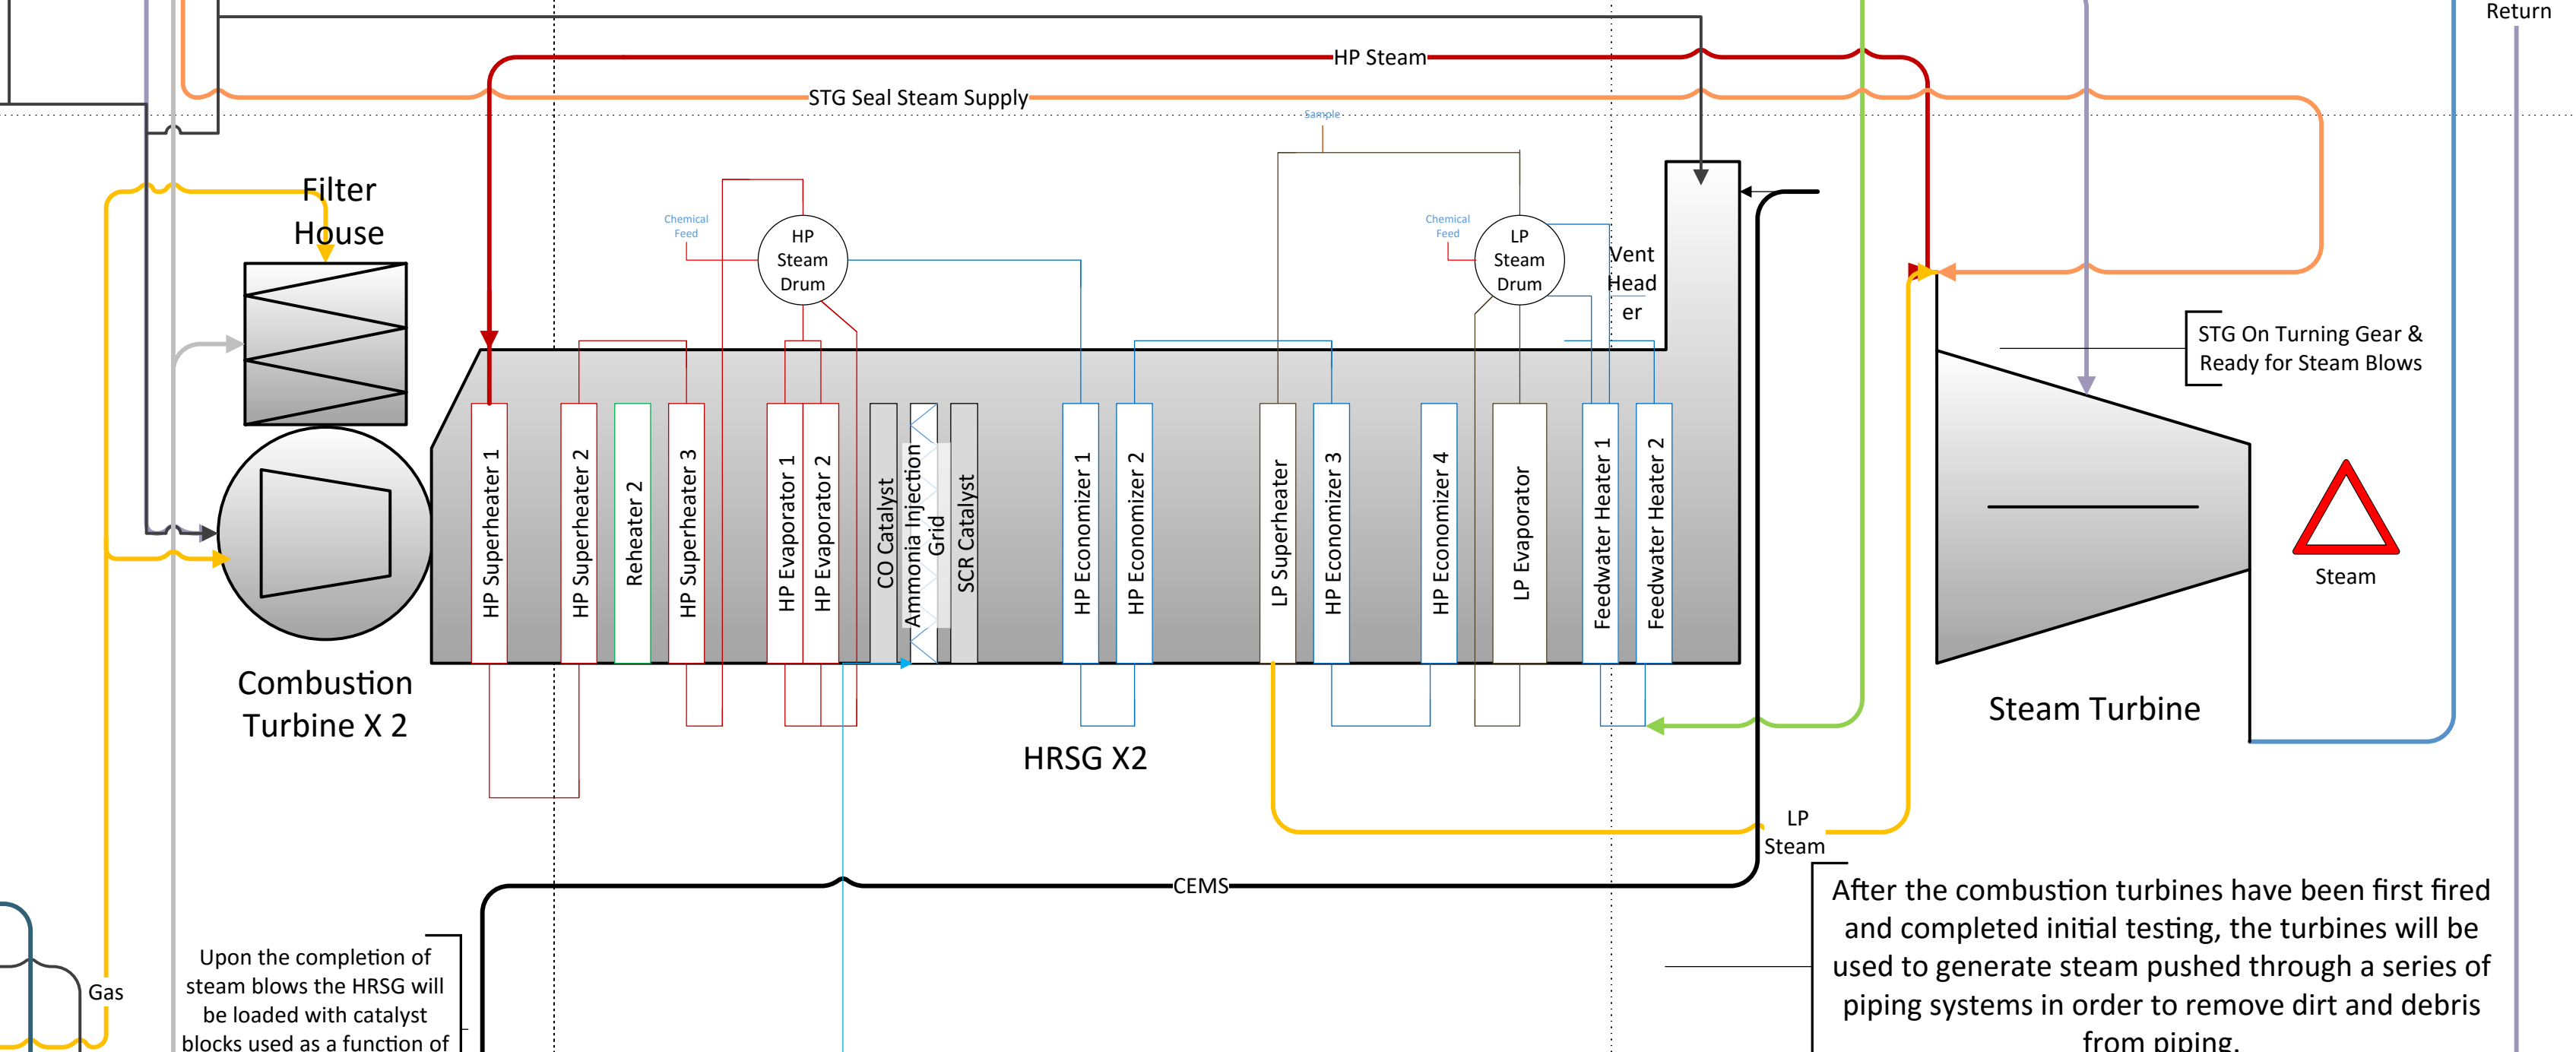 Return
HP Steam
STG Seal Steam Supply
Sample
Filter
House
Chemical
Feed
HP
Steam
Drum
Chemical
Feed
LP
Steam
Drum
Vent
Head
er
STG On Turning Gear &
Ready for Steam Blows
HP Superheater 1
HP Superheater 2
Reheater 2
HP Superheater 3
HP Evaporator 1
HP Evaporator 2
CO Catalyst
Ammonia Injection
Grid
SCR Catalyst
HP Economizer 1
HP Economizer 2
LP Superheater
HP Economizer 3
HP Economizer 4
LP Evaporator
Feedwater Heater 1
Feedwater Heater 2
Steam
Combustion
Turbine X 2
HRSG X2
Steam Turbine
LP
Steam
CEMS
After the combustion turbines have been first fired
and completed initial testing, the turbines will be
used to generate steam pushed through a series of
piping systems in order to remove dirt and debris
from piping.
Gas
Upon the completion of
steam blows the HRSG will
be loaded with catalyst
blocks used as a function of